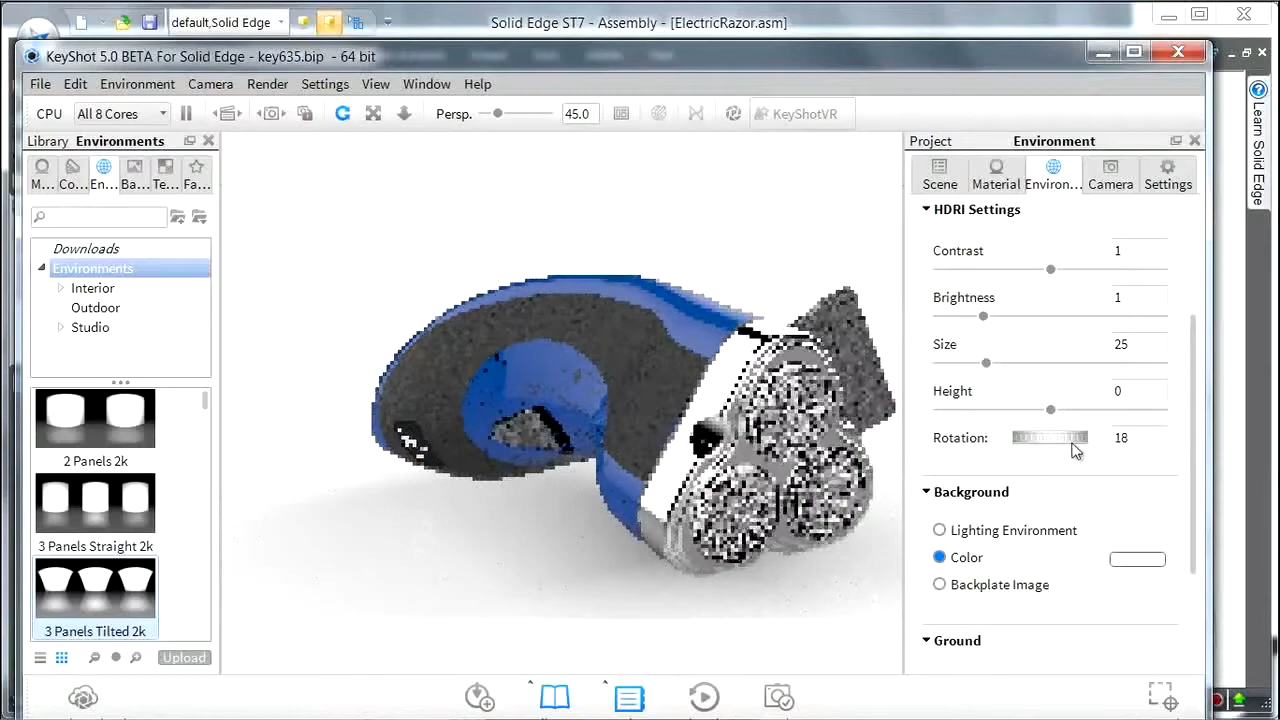 default,Solid Edge
Solid Edge ST7 - Assembly - [ElectricRazor.asm]
KeyShot 5.0 BETA For Solid Edge - key635.bip - 64 bit
File Edit Environment Camera Render Settings View Window Help
CPU All 8 Cores Persp. 45.0 KeyShotVR
Library Environments
M... Co... En... Ba... Te... Fa...
Downloads
Environments
Interior
Outdoor
Studio
2 Panels 2k
3 Panels Straight 2k
3 Panels Tilted 2k
Upload
Project Environment
Scene Material Environ... Camera Settings
HDRI Settings
Contrast 1
Brightness 1
Size 25
Height 0
Rotation: 18
Background
Lighting Environment
Color
Backplate Image
Ground
Learn Solid Edge